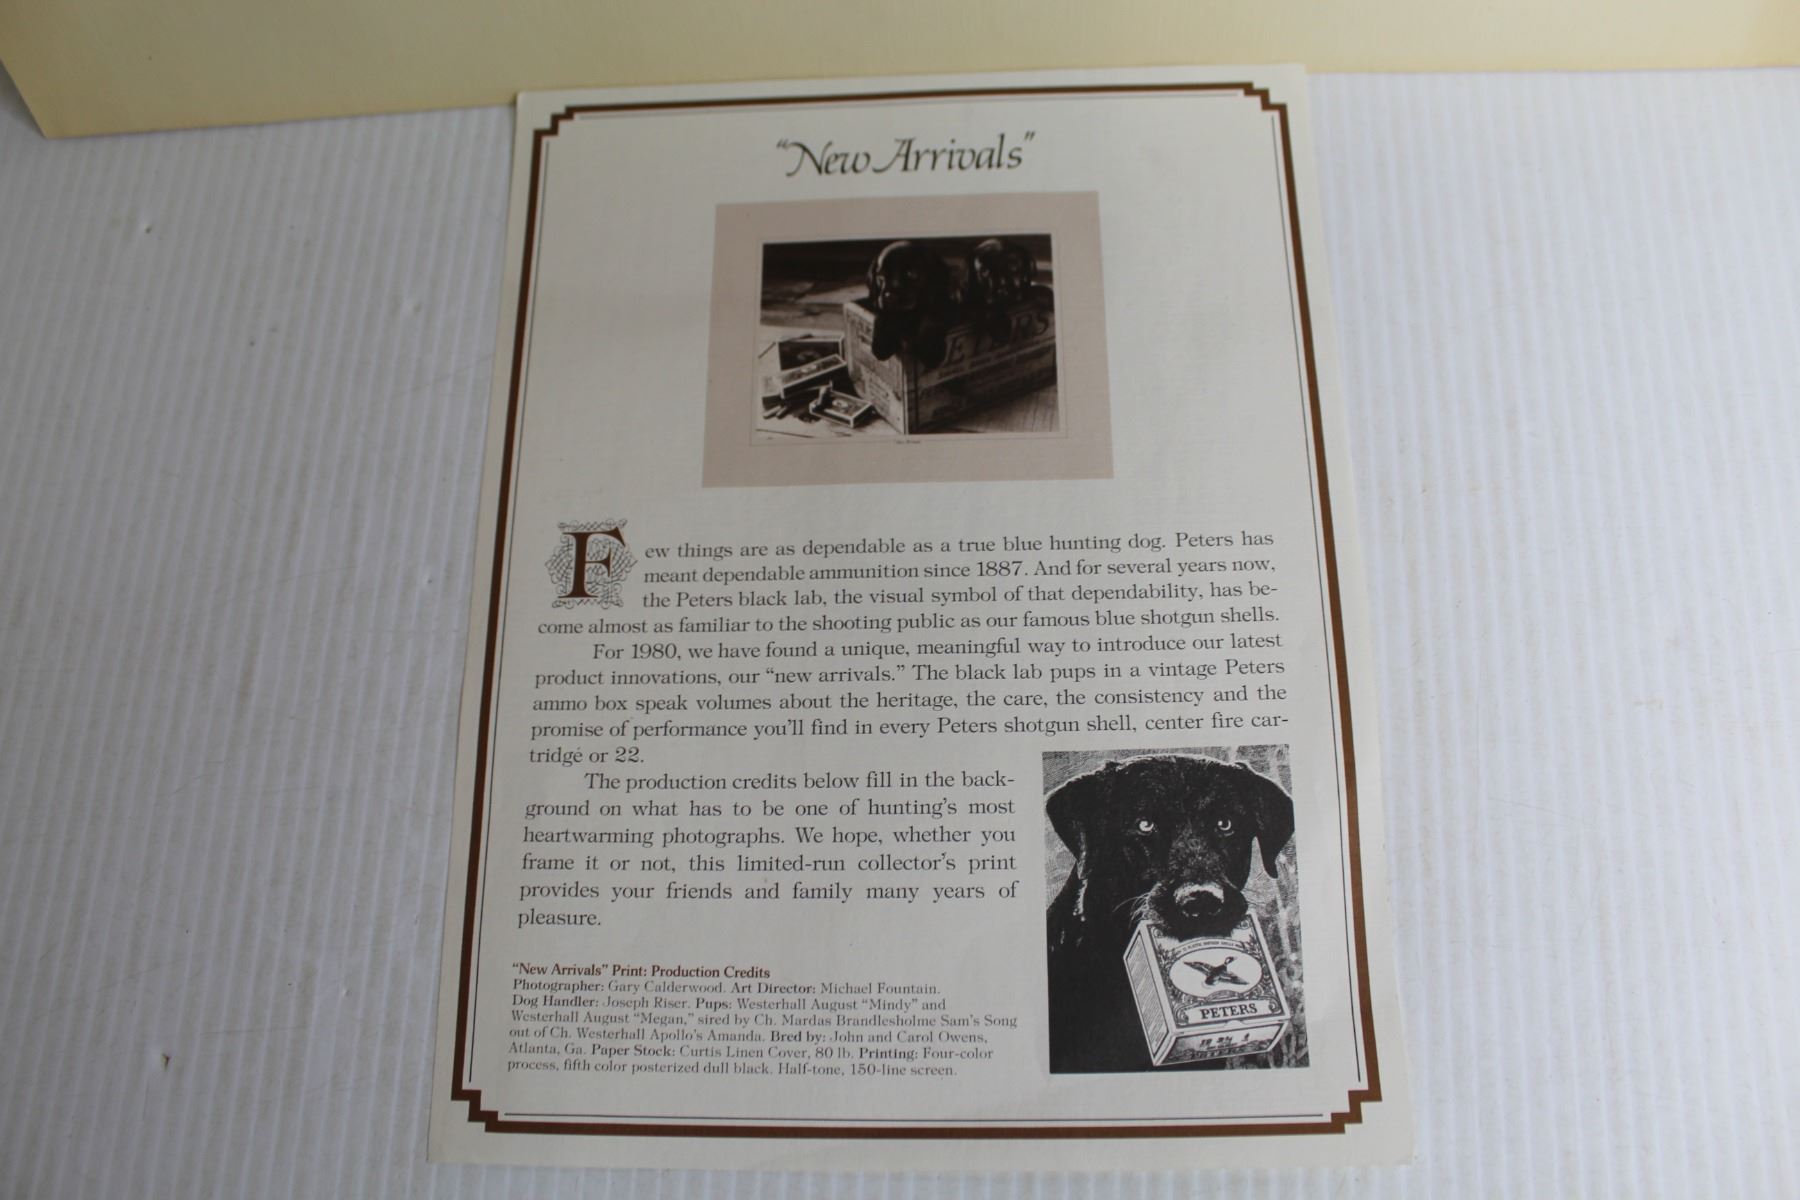 “New Arrivals”
Few things are as dependable as a true blue hunting dog. Peters has
meant dependable ammunition since 1887. And for several years now,
the Peters black lab, the visual symbol of that dependability, has be-
come almost as familiar to the shooting public as our famous blue shotgun shells.
For 1980, we have found a unique, meaningful way to introduce our latest
product innovations, our “new arrivals.” The black lab pups in a vintage Peters
ammo box speak volumes about the heritage, the care, the consistency and the
promise of performance you’ll find in every Peters shotgun shell, center fire car-
tridge or 22.
The production credits below fill in the back-
ground on what has to be one of hunting’s most
heartwarming photographs. We hope, whether you
frame it or not, this limited-run collector’s print
provides your friends and family many years of
pleasure.
“New Arrivals” Print: Production Credits
Photographer: Gary Calderwood. Art Director: Michael Fountain.
Dog Handler: Joseph Riser. Pups: Westerhall August “Mindy” and
Westerhall August “Megan,” sired by Ch. Mardas Brandlesholme Sam’s Song
out of Ch. Westerhall Apollo’s Amanda. Bred by: John and Carol Owens,
Atlanta, Ga. Paper Stock: Curtis Linen Cover, 80 lb. Printing: Four-color
process, fifth color posterized dull black. Half-tone, 150-line screen.
PETERS